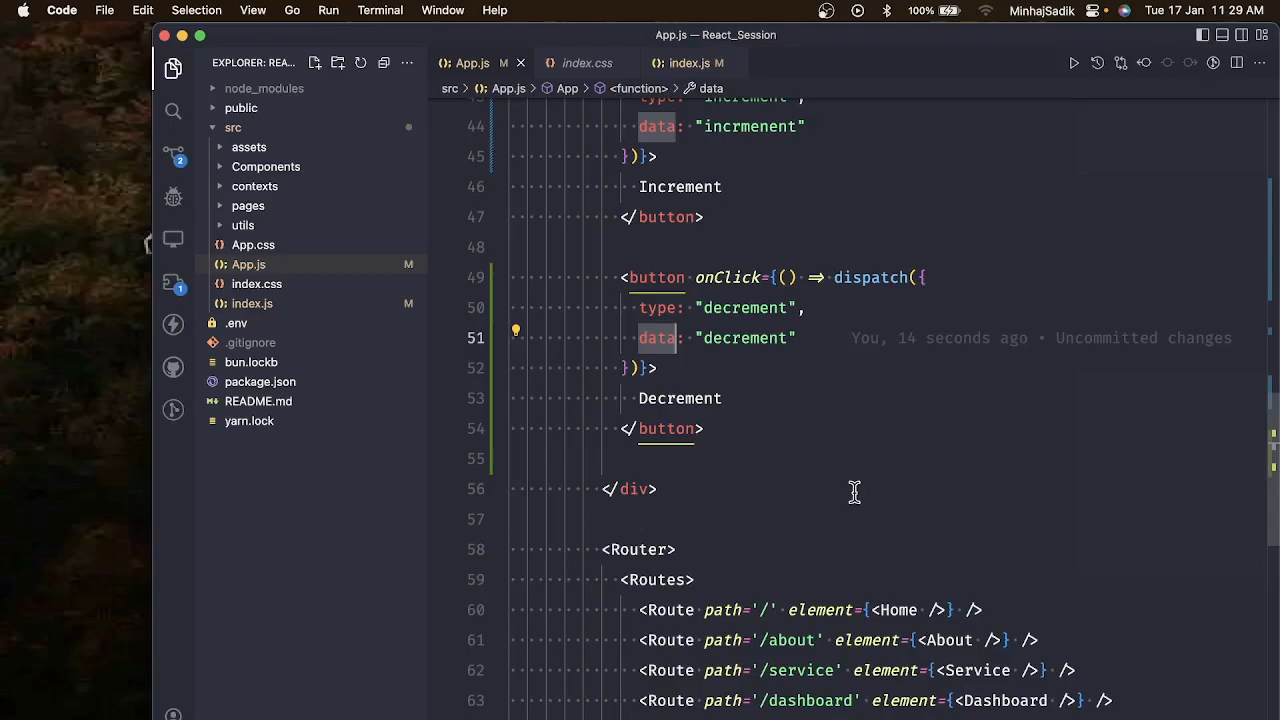 Code File Edit Selection View Go Run Terminal Window Help 100% MinhajSadik Tue 17 Jan 11:29 AM
App.js — React_Session
EXPLORER: REA...
App.js M
index.css
index.js M
src > App.js > App > <function> > data
node_modules
public
src
assets
Components
contexts
pages
utils
App.css
App.js M
index.css
index.js M
.env
.gitignore
bun.lockb
package.json
README.md
yarn.lock
2
1
43 type: "increment",
44 data: "incrmenent"
45 })}>
46 Increment
47 </button>
48
49 <button onClick={() => dispatch({
50 type: "decrement",
51 data: "decrement" You, 14 seconds ago • Uncommitted changes
52 })}>
53 Decrement
54 </button>
55
56 </div>
57
58 <Router>
59 <Routes>
60 <Route path='/' element={<Home />} />
61 <Route path='/about' element={<About />} />
62 <Route path='/service' element={<Service />} />
63 <Route path='/dashboard' element={<Dashboard />} />